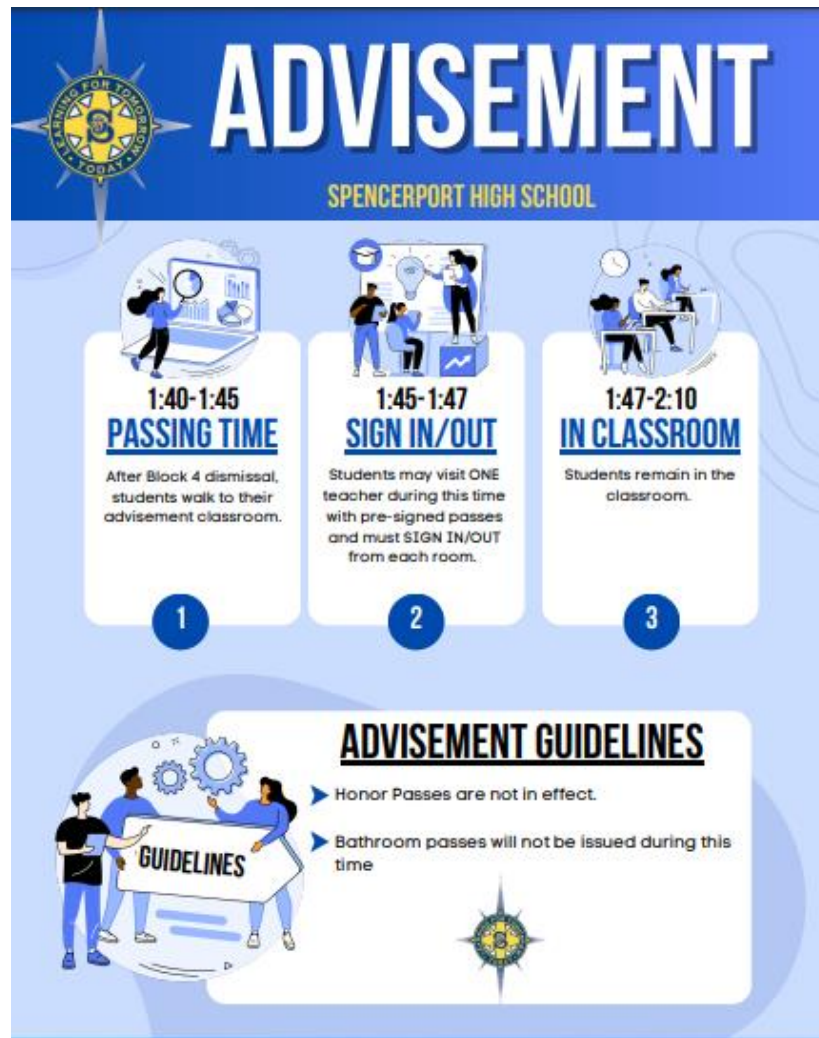 ADVISEMENT
LEARNING FOR TOMORROW
• TODAY •
S
SPENCERPORT HIGH SCHOOL
1:40-1:45
PASSING TIME
After Block 4 dismissal,
students walk to their
advisement classroom.
1
1:45-1:47
SIGN IN/OUT
Students may visit ONE
teacher during this time
with pre-signed passes
and must SIGN IN/OUT
from each room.
2
1:47-2:10
IN CLASSROOM
Students remain in the
classroom.
3
GUIDELINES
ADVISEMENT GUIDELINES
Honor Passes are not in effect.
Bathroom passes will not be issued during this
time